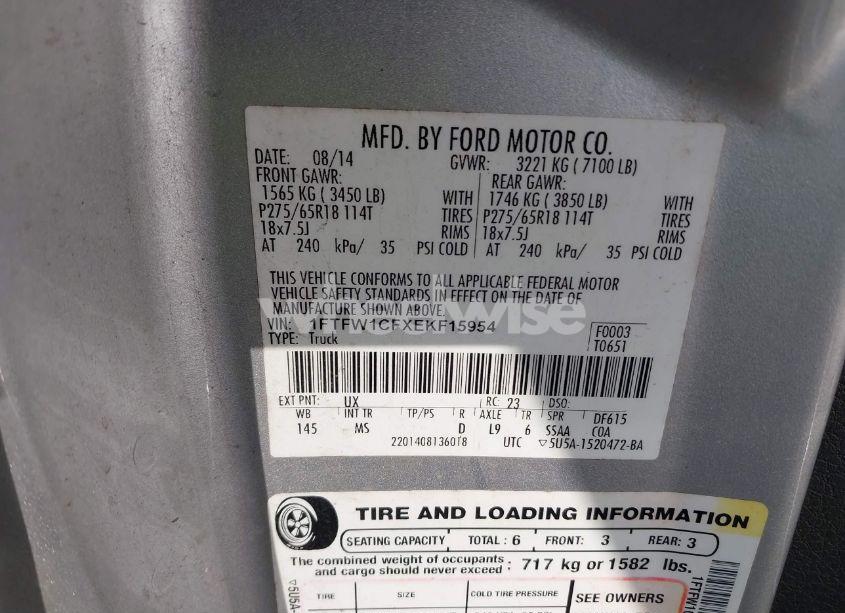 MFD. BY FORD MOTOR CO.
DATE: 08/14 GVWR: 3221 KG ( 7100 LB)
FRONT GAWR: REAR GAWR:
1565 KG ( 3450 LB) WITH 1746 KG ( 3850 LB) WITH
P275/65R18 114T TIRES P275/65R18 114T TIRES
18x7.5J RIMS 18x7.5J RIMS
AT 240 kPa/ 35 PSI COLD AT 240 kPa/ 35 PSI COLD
THIS VEHICLE CONFORMS TO ALL APPLICABLE FEDERAL MOTOR
VEHICLE SAFETY STANDARDS IN EFFECT ON THE DATE OF
MANUFACTURE SHOWN ABOVE.
VIN: 1FTFW1CFXEKF15954 F0003
TYPE: Truck T0651
EXT PNT: UX RC: 23 DSO:
WB INT TR TP/PS R AXLE TR SPR DF615
145 MS D L9 6 SSAA COA
2201408136018 UTC ▽5U5A-1520472-BA
TIRE AND LOADING INFORMATION
SEATING CAPACITY TOTAL : 6 FRONT: 3 REAR: 3
The combined weight of occupants and cargo should never exceed : 717 kg or 1582 lbs.
TIRE SIZE COLD TIRE PRESSURE SEE OWNERS
▽5U5A-
1FTFW1